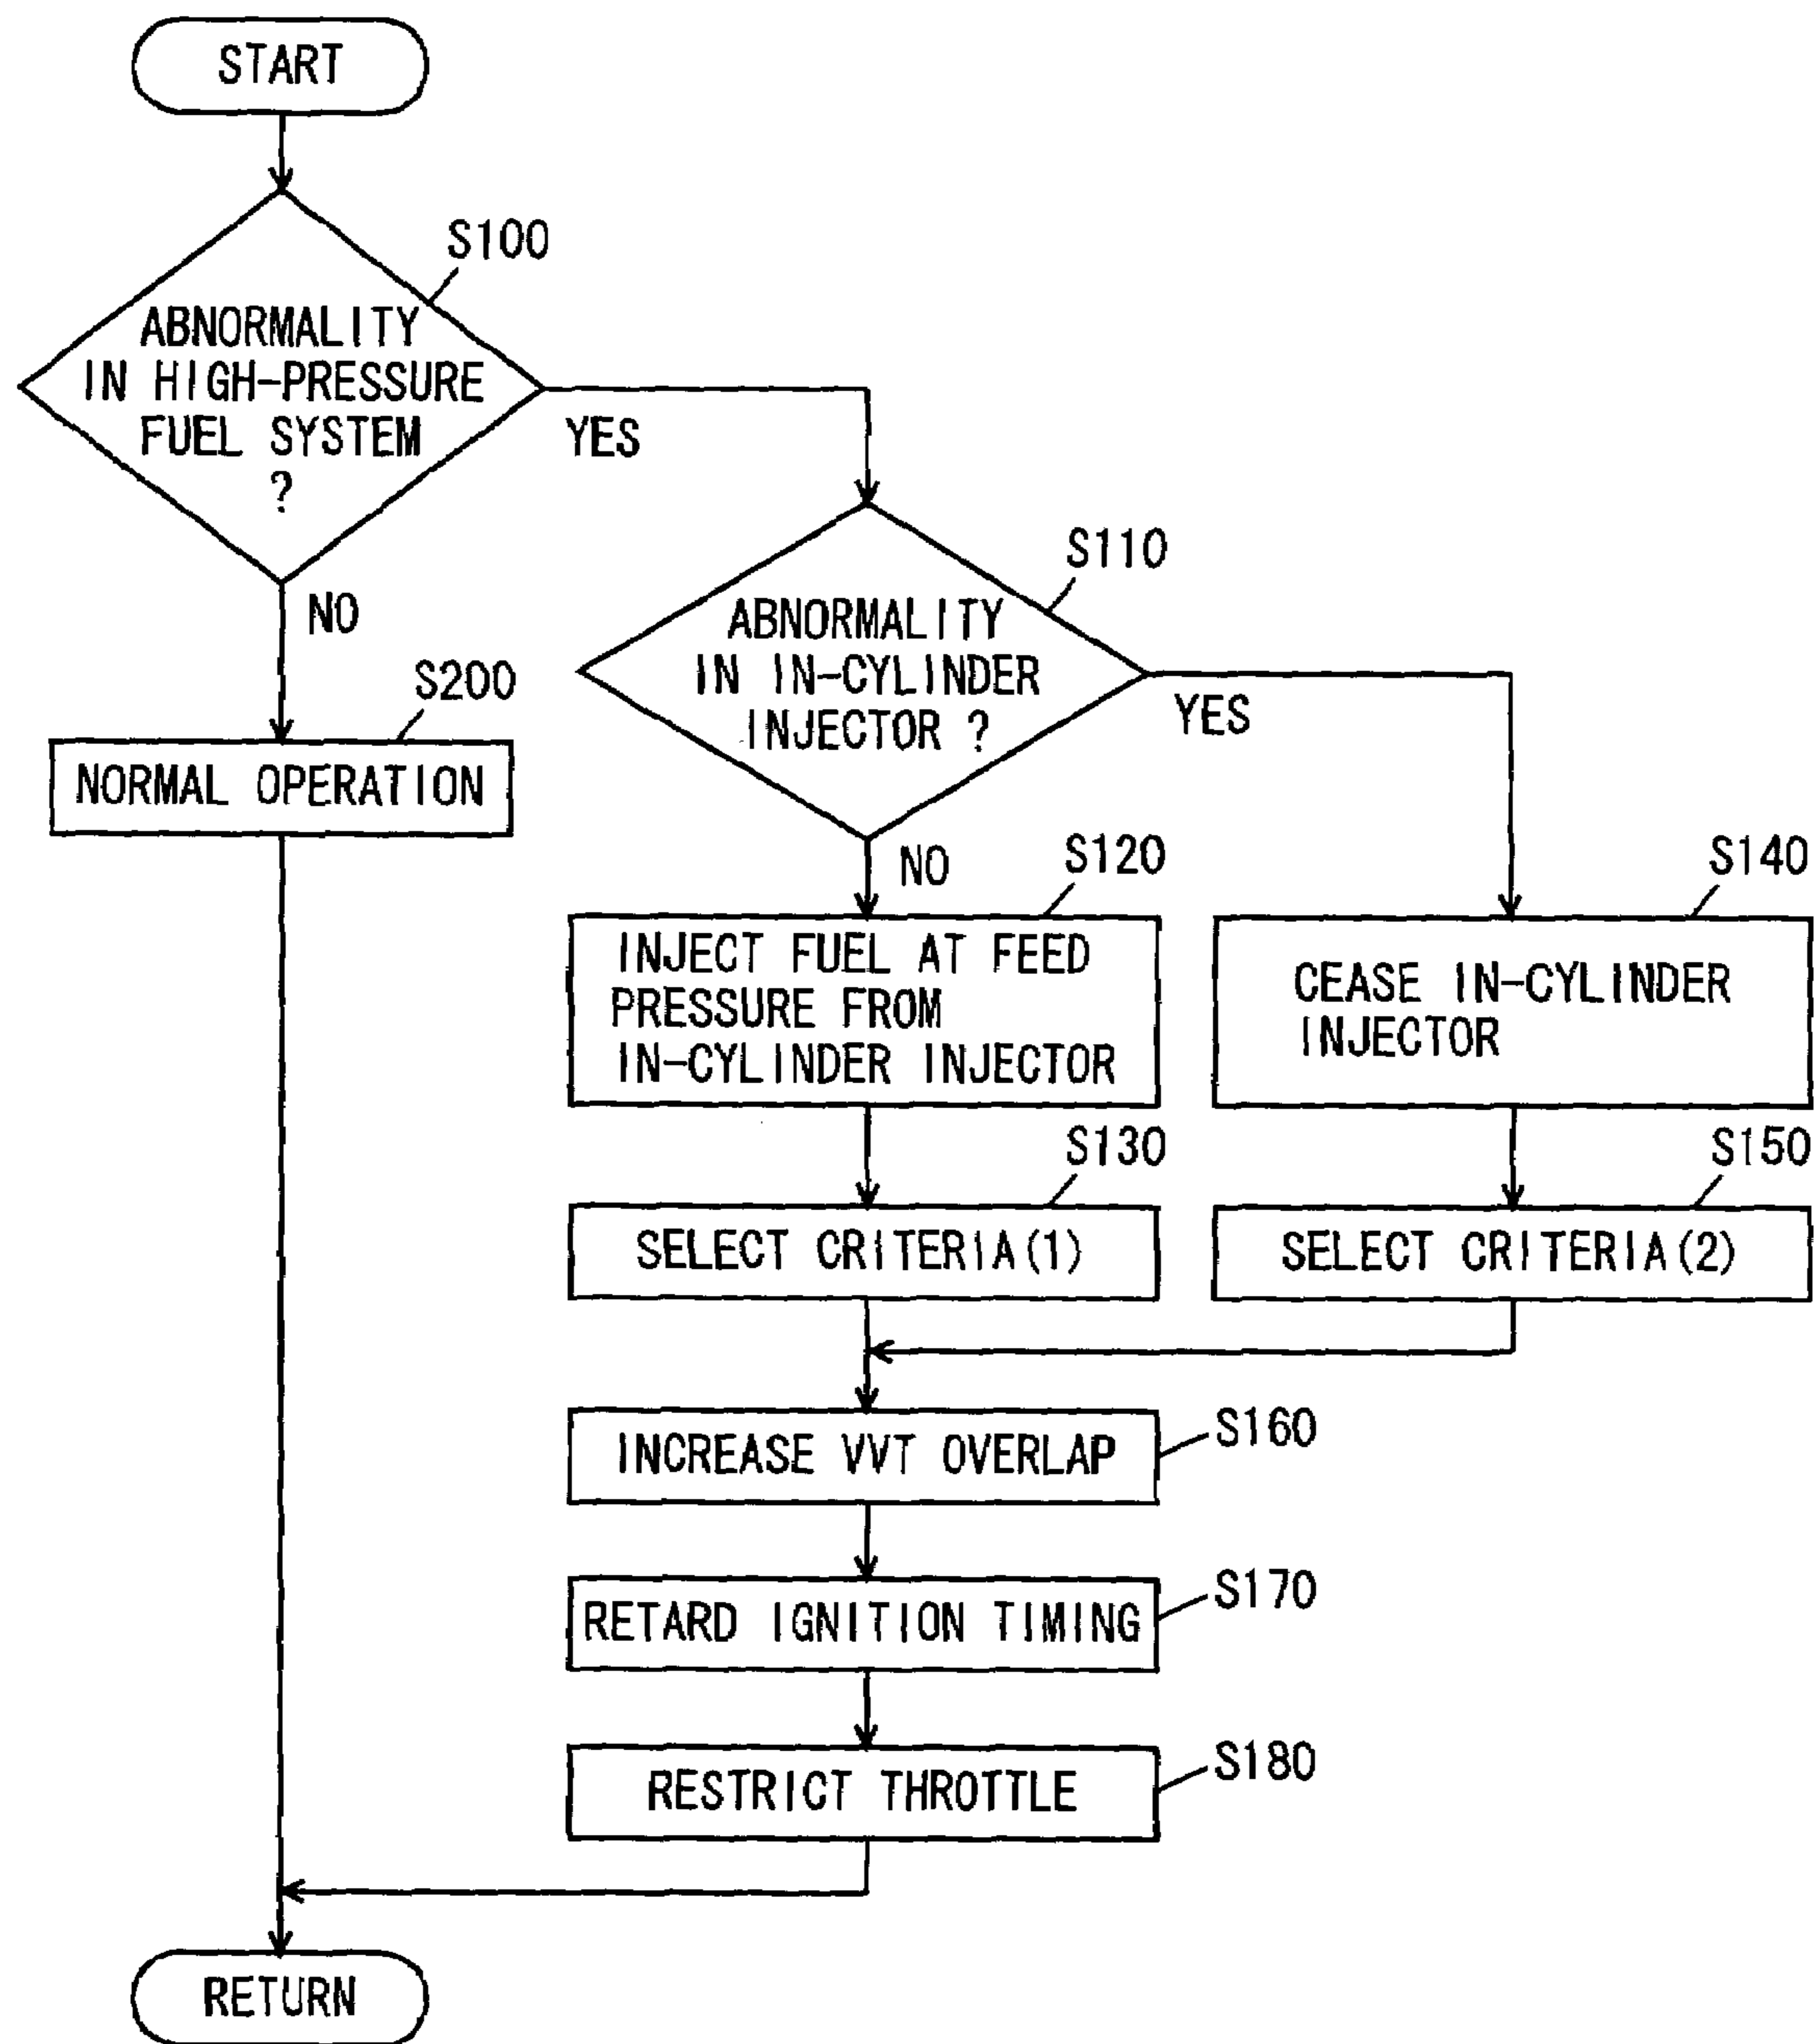 START
S100
ABNORMALITY
IN HIGH-PRESSURE
FUEL SYSTEM
?
YES
NO
S110
ABNORMALITY
IN IN-CYLINDER
INJECTOR ?
YES
NO
S200
NORMAL OPERATION
S120
INJECT FUEL AT FEED
PRESSURE FROM
IN-CYLINDER INJECTOR
S140
CEASE IN-CYLINDER
INJECTOR
S130
SELECT CRITERIA(1)
S150
SELECT CRITERIA(2)
S160
INCREASE VVT OVERLAP
S170
RETARD IGNITION TIMING
S180
RESTRICT THROTTLE
RETURN